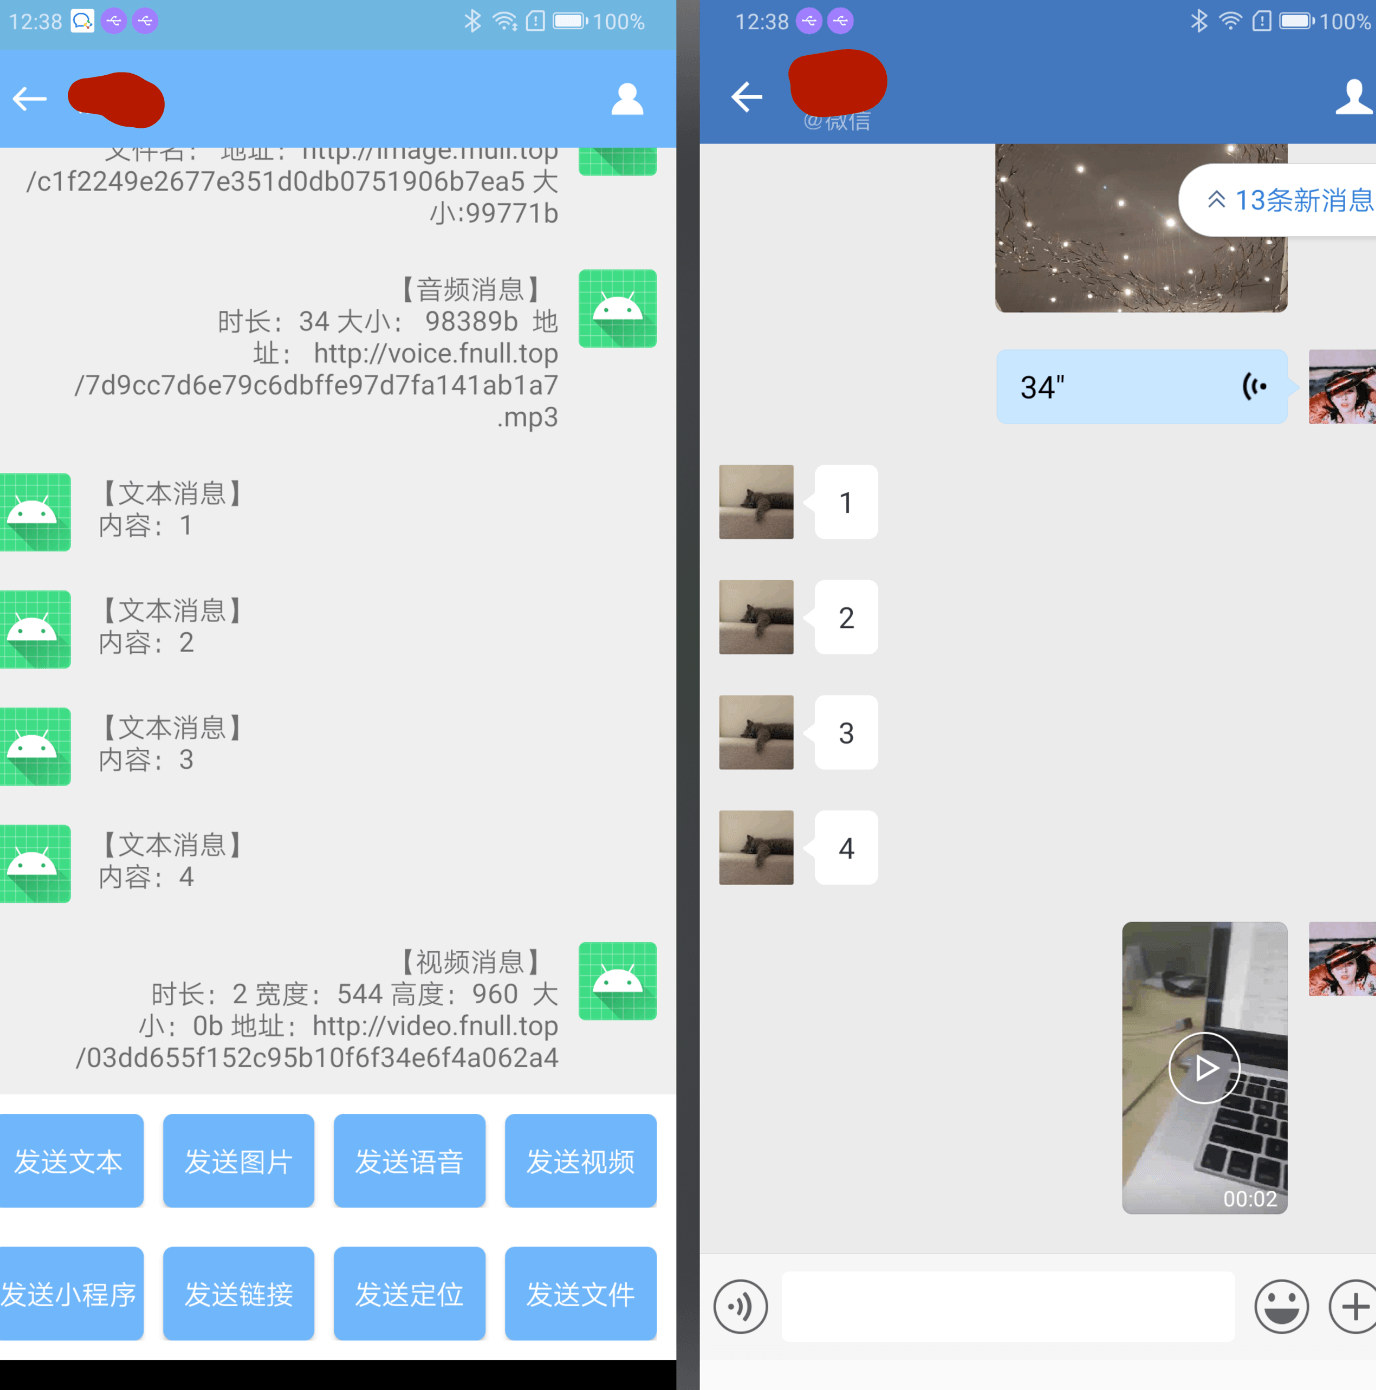 12:38
100%
文件名： 地址：http://image.fnull.top
/c1f2249e2677e351d0db0751906b7ea5 大
小:99771b
【音频消息】
时长：34 大小： 98389b 地
址： http://voice.fnull.top
/7d9cc7d6e79c6dbffe97d7fa141ab1a7
.mp3
【文本消息】
内容：1
【文本消息】
内容：2
【文本消息】
内容：3
【文本消息】
内容：4
【视频消息】
时长：2 宽度：544 高度：960 大
小：0b 地址：http://video.fnull.top
/03dd655f152c95b10f6f34e6f4a062a4
发送文本
发送图片
发送语音
发送视频
发送小程序
发送链接
发送定位
发送文件
12:38
100%
@微信
13条新消息
34"
1
2
3
4
00:02